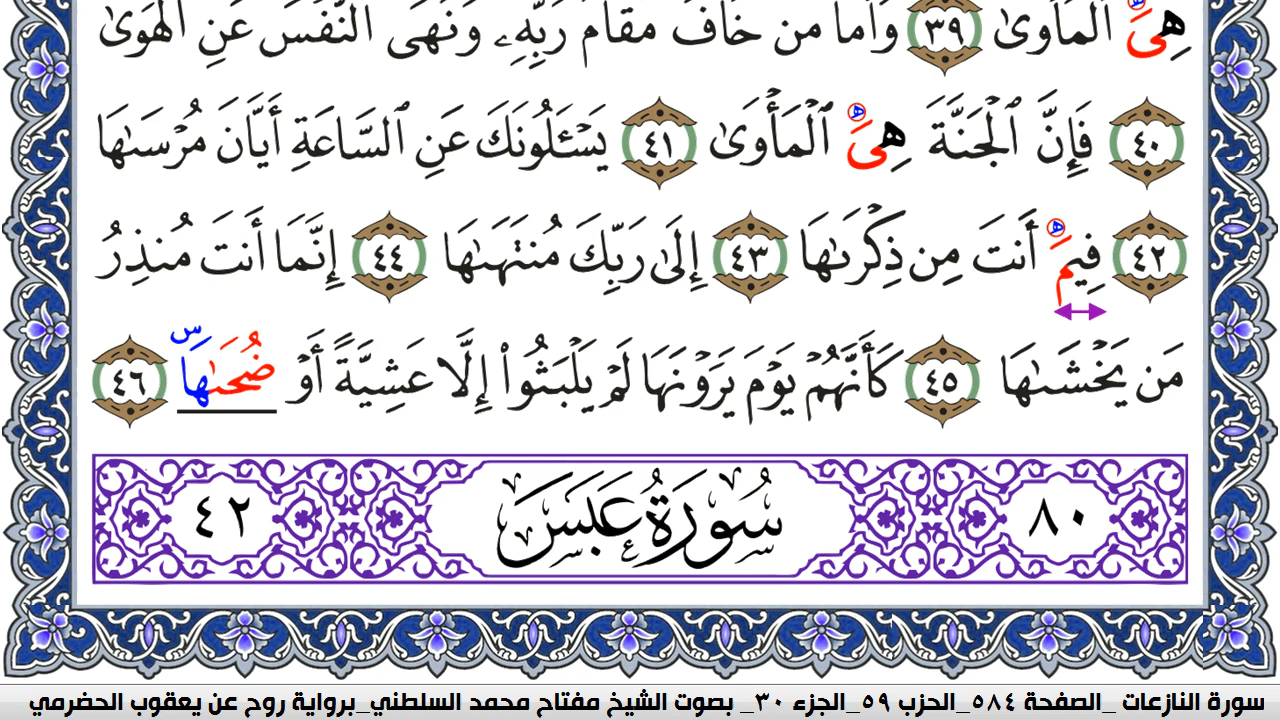 هِىَ ٱلْمَأْوَىٰ ٣٩ وَأَمَّا مَنْ خَافَ مَقَامَ رَبِّهِۦ وَنَهَى ٱلنَّفْسَ عَنِ ٱلْهَوَىٰ
٤٠ فَإِنَّ ٱلْجَنَّةَ هِىَ ٱلْمَأْوَىٰ ٤١ يَسْـَٔلُونَكَ عَنِ ٱلسَّاعَةِ أَيَّانَ مُرْسَىٰهَا
٤٢ فِيمَ أَنتَ مِن ذِكْرَىٰهَا ٤٣ إِلَىٰ رَبِّكَ مُنتَهَىٰهَا ٤٤ إِنَّمَا أَنتَ مُنذِرُ
مَن يَخْشَىٰهَا ٤٥ كَأَنَّهُمْ يَوْمَ يَرَوْنَهَا لَمْ يَلْبَثُوا۟ إِلَّا عَشِيَّةً أَوْ ضُحَىٰهَا ٤٦
٨٠ سُورَةُ عَبَسَ ٤٢
سورة النازعات _الصفحة ٥٨٤_الحزب ٥٩_الجزء ٣٠_ بصوت الشيخ مفتاح محمد السلطني_برواية روح عن يعقوب الحضرمي